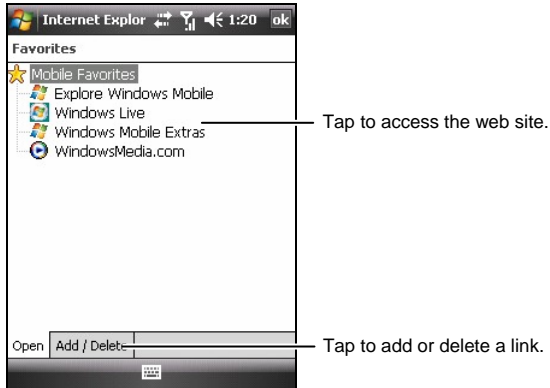 Internet Explor 1:20 ok
Favorites
Mobile Favorites
Explore Windows Mobile
Windows Live
Windows Mobile Extras
WindowsMedia.com
Tap to access the web site.
Open Add / Delete
Tap to add or delete a link.